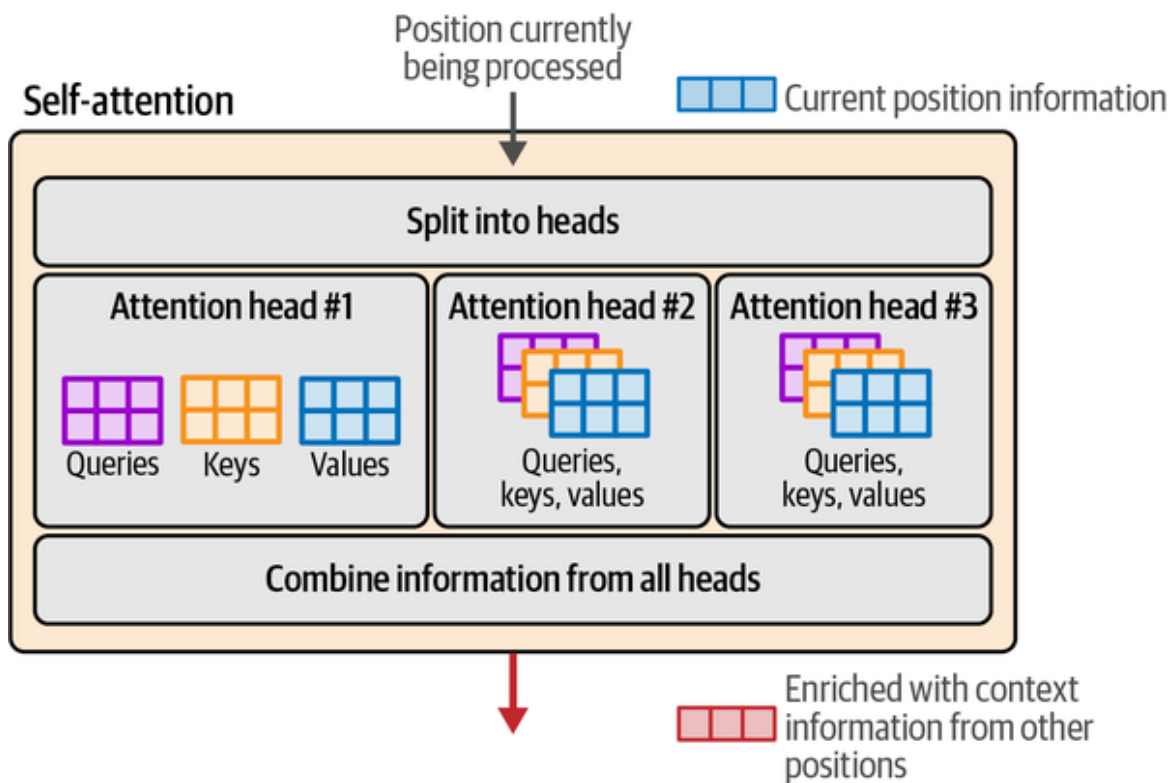 Position currently
being processed
Self-attention
Current position information
Split into heads
Attention head #1
Queries
Keys
Values
Attention head #2
Queries,
keys, values
Attention head #3
Queries,
keys, values
Combine information from all heads
Enriched with context
information from other
positions